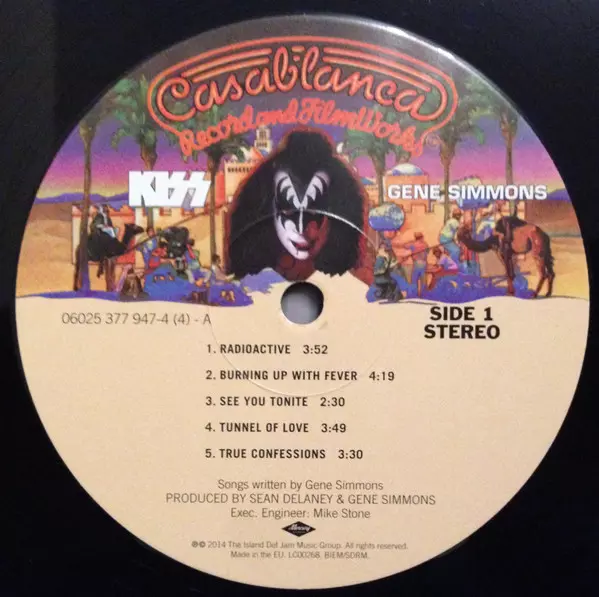 Casablanca
Record and FilmWorks
KISS
GENE SIMMONS
06025 377 947-4 (4) - A
SIDE 1
STEREO
1. RADIOACTIVE 3:52
2. BURNING UP WITH FEVER 4:19
3. SEE YOU TONITE 2:30
4. TUNNEL OF LOVE 3:49
5. TRUE CONFESSIONS 3:30
Songs written by Gene Simmons
PRODUCED BY SEAN DELANEY & GENE SIMMONS
Exec. Engineer: Mike Stone
Mercury
℗© 2014 The Island Def Jam Music Group. All rights reserved.
Made in the EU. LC00268. BIEM/SDRM.